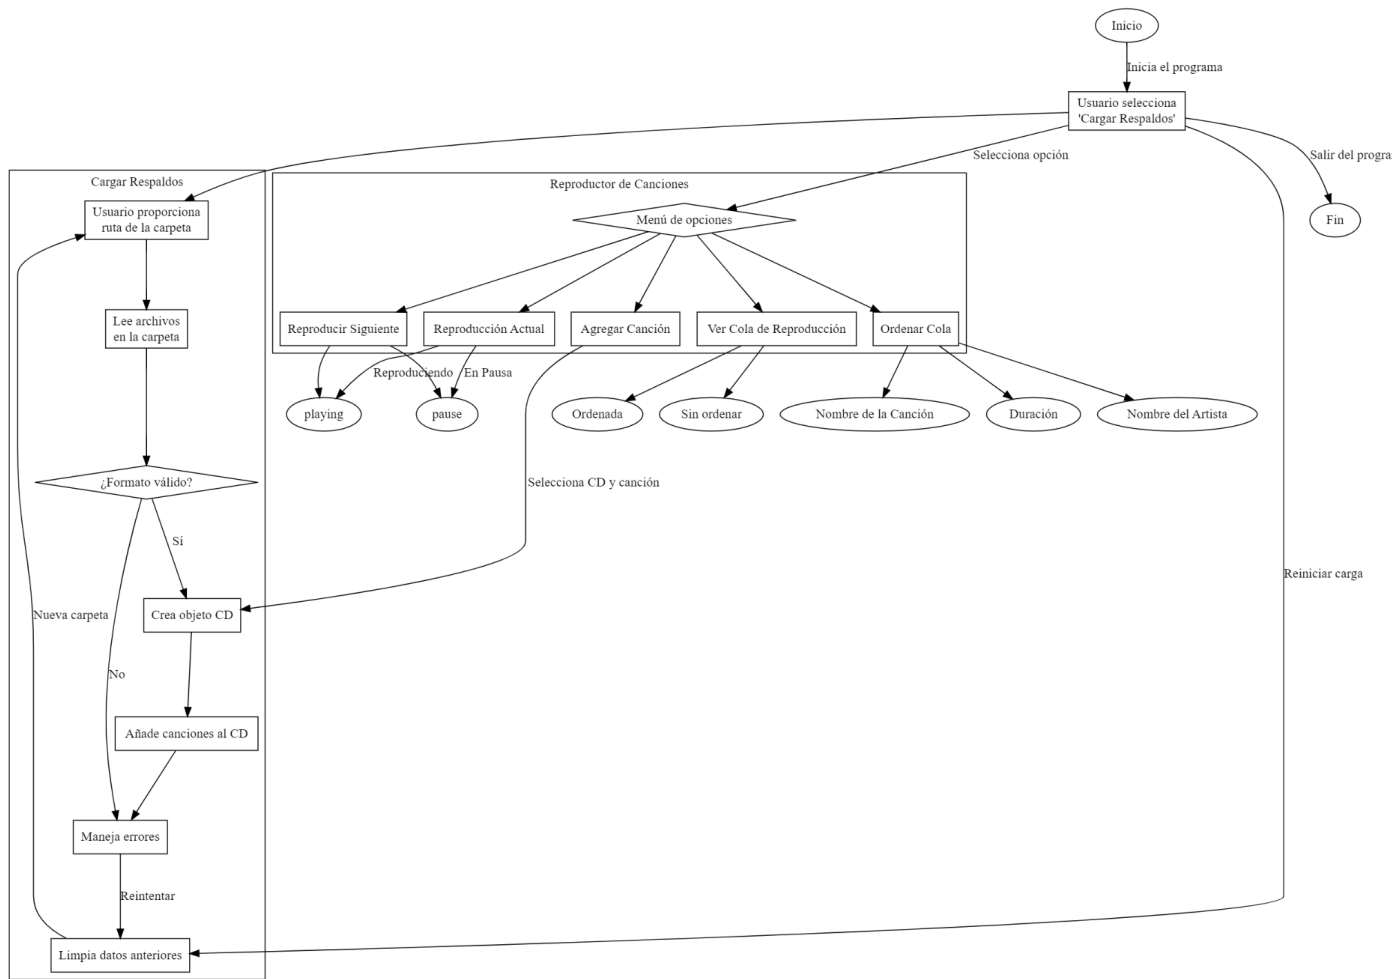 Inicio
Inicia el programa
Usuario selecciona
'Cargar Respaldos'
Selecciona opción
Salir del progra
Cargar Respaldos
Reproductor de Canciones
Usuario proporciona
ruta de la carpeta
Menú de opciones
Fin
Lee archivos
en la carpeta
Reproducir Siguiente
Reproducción Actual
Agregar Canción
Ver Cola de Reproducción
Ordenar Cola
Reproduciendo
En Pausa
playing
pause
Ordenada
Sin ordenar
Nombre de la Canción
Duración
Nombre del Artista
¿Formato válido?
Selecciona CD y canción
Sí
Reiniciar carga
Nueva carpeta
Crea objeto CD
No
Añade canciones al CD
Maneja errores
Reintentar
Limpia datos anteriores